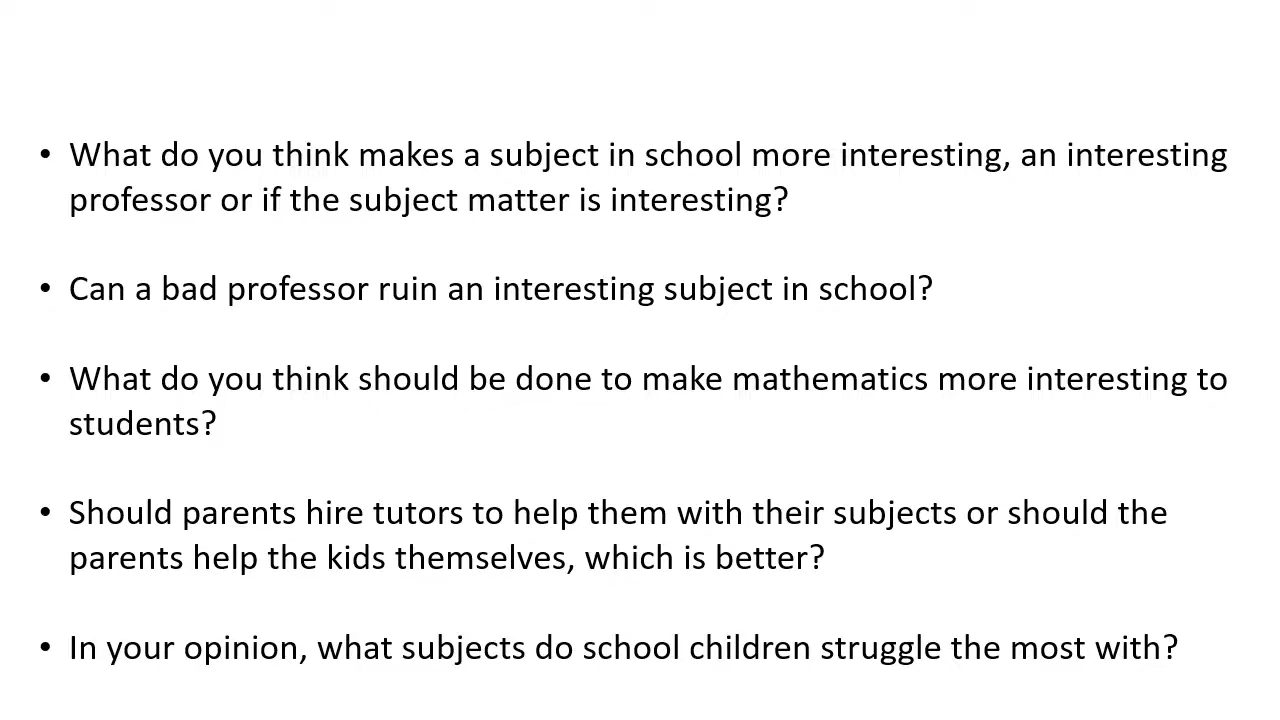 • What do you think makes a subject in school more interesting, an interesting
professor or if the subject matter is interesting?
• Can a bad professor ruin an interesting subject in school?
• What do you think should be done to make mathematics more interesting to
students?
• Should parents hire tutors to help them with their subjects or should the
parents help the kids themselves, which is better?
• In your opinion, what subjects do school children struggle the most with?